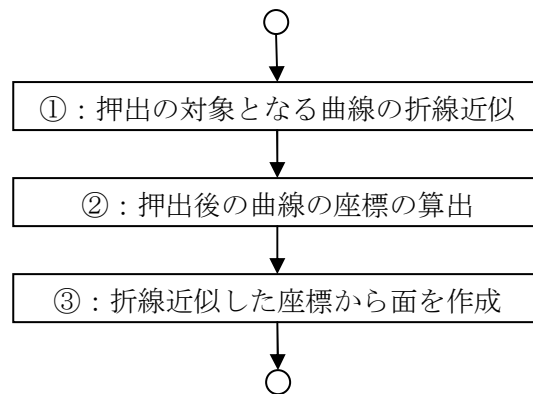 ①：押出の対象となる曲線の折線近似
②：押出後の曲線の座標の算出
③：折線近似した座標から面を作成